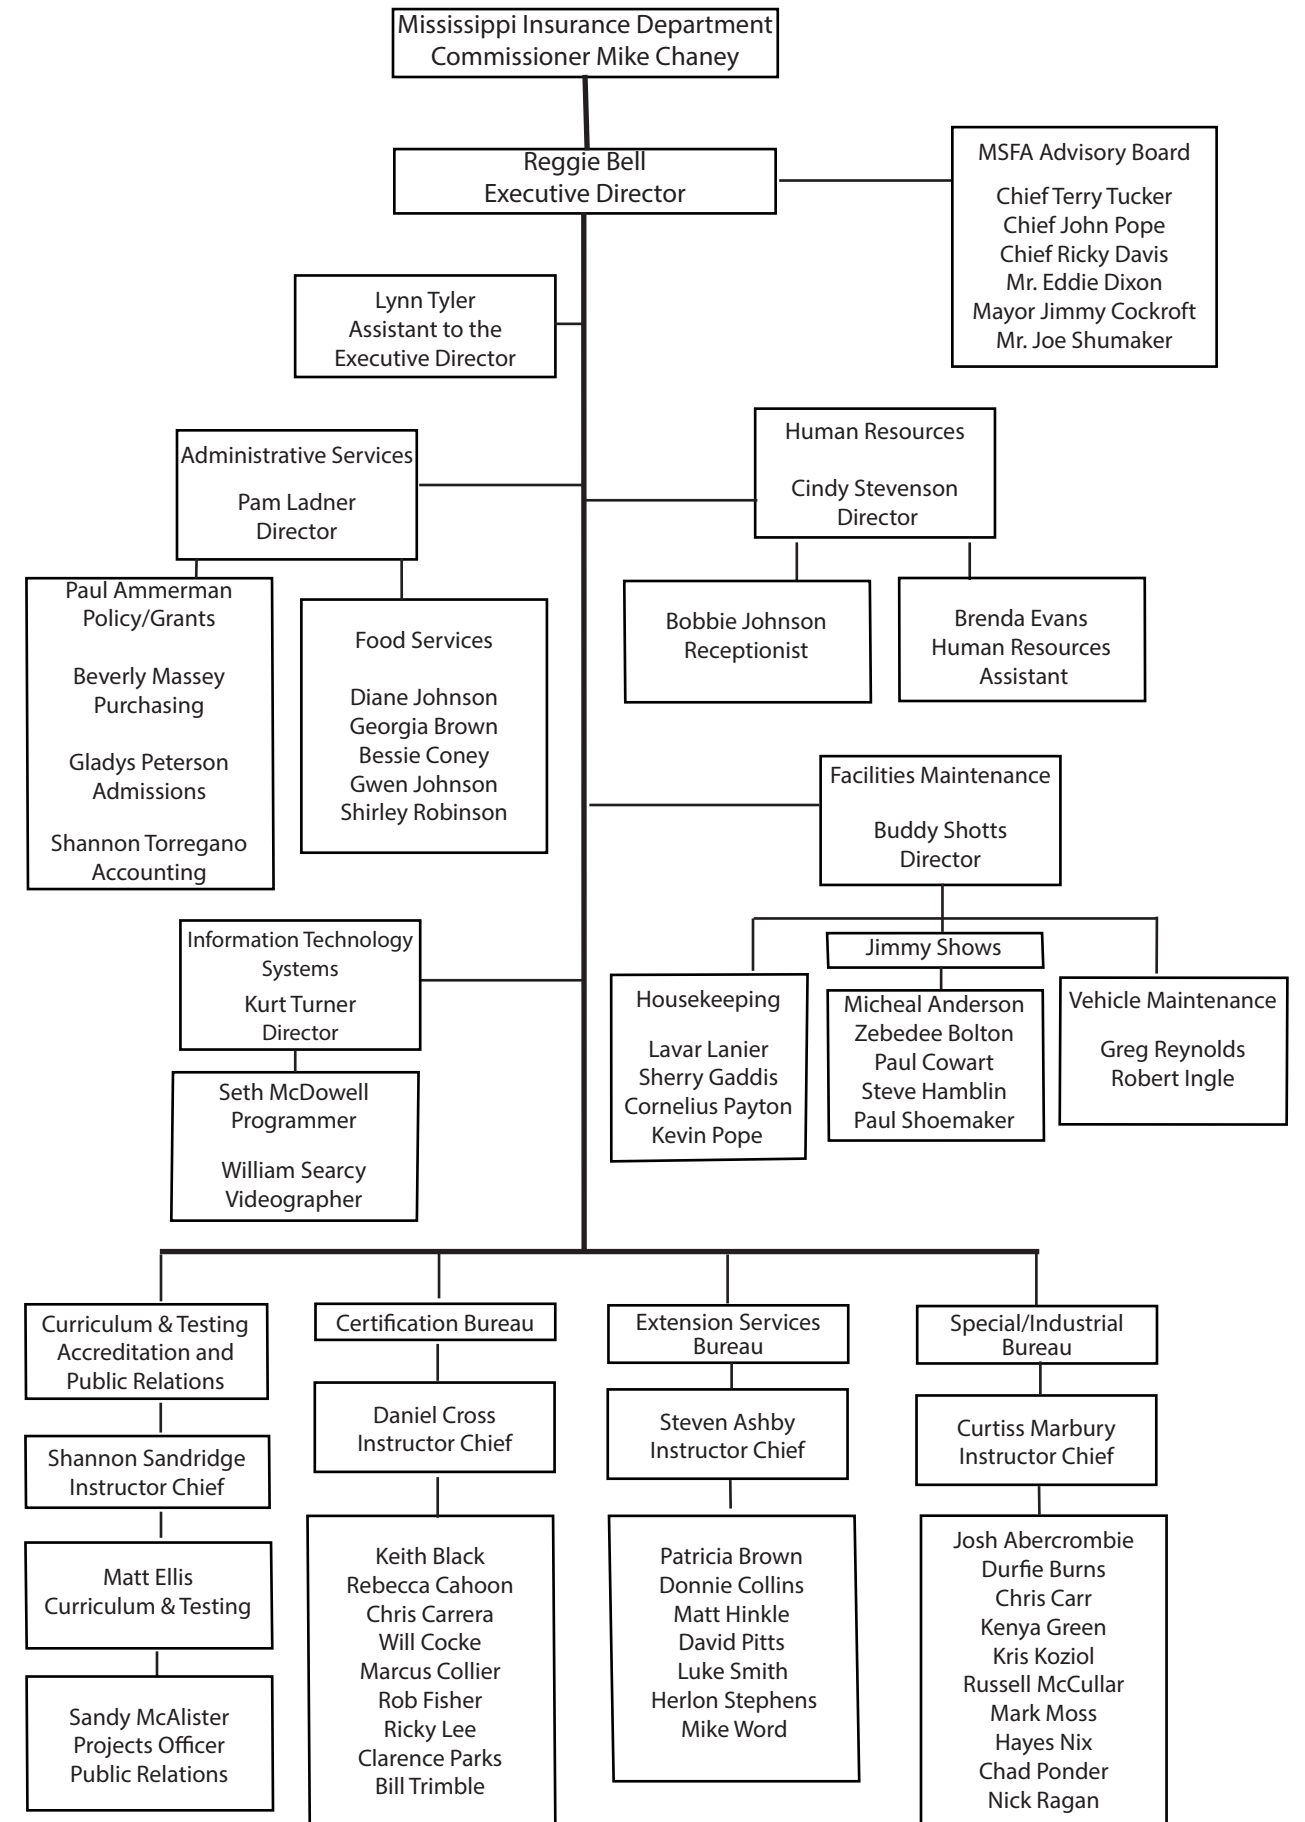 Mississippi Insurance Department
Commissioner Mike Chaney
Reggie Bell
Executive Director
MSFA Advisory Board
Chief Terry Tucker
Chief John Pope
Chief Ricky Davis
Mr. Eddie Dixon
Mayor Jimmy Cockroft
Mr. Joe Shumaker
Lynn Tyler
Assistant to the
Executive Director
Administrative Services
Pam Ladner
Director
Human Resources
Cindy Stevenson
Director
Paul Ammerman
Policy/Grants
Beverly Massey
Purchasing
Gladys Peterson
Admissions
Shannon Torregano
Accounting
Food Services
Diane Johnson
Georgia Brown
Bessie Coney
Gwen Johnson
Shirley Robinson
Bobbie Johnson
Receptionist
Brenda Evans
Human Resources
Assistant
Facilities Maintenance
Buddy Shotts
Director
Information Technology
Systems
Kurt Turner
Director
Seth McDowell
Programmer
William Searcy
Videographer
Housekeeping
Lavar Lanier
Sherry Gaddis
Cornelius Payton
Kevin Pope
Jimmy Shows
Micheal Anderson
Zebedee Bolton
Paul Cowart
Steve Hamblin
Paul Shoemaker
Vehicle Maintenance
Greg Reynolds
Robert Ingle
Curriculum & Testing
Accreditation and
Public Relations
Shannon Sandridge
Instructor Chief
Matt Ellis
Curriculum & Testing
Sandy McAlister
Projects Officer
Public Relations
Certification Bureau
Daniel Cross
Instructor Chief
Keith Black
Rebecca Cahoon
Chris Carrera
Will Cocke
Marcus Collier
Rob Fisher
Ricky Lee
Clarence Parks
Bill Trimble
Extension Services
Bureau
Steven Ashby
Instructor Chief
Patricia Brown
Donnie Collins
Matt Hinkle
David Pitts
Luke Smith
Herlon Stephens
Mike Word
Special/Industrial
Bureau
Curtiss Marbury
Instructor Chief
Josh Abercrombie
Durfie Burns
Chris Carr
Kenya Green
Kris Koziol
Russell McCullar
Mark Moss
Hayes Nix
Chad Ponder
Nick Ragan